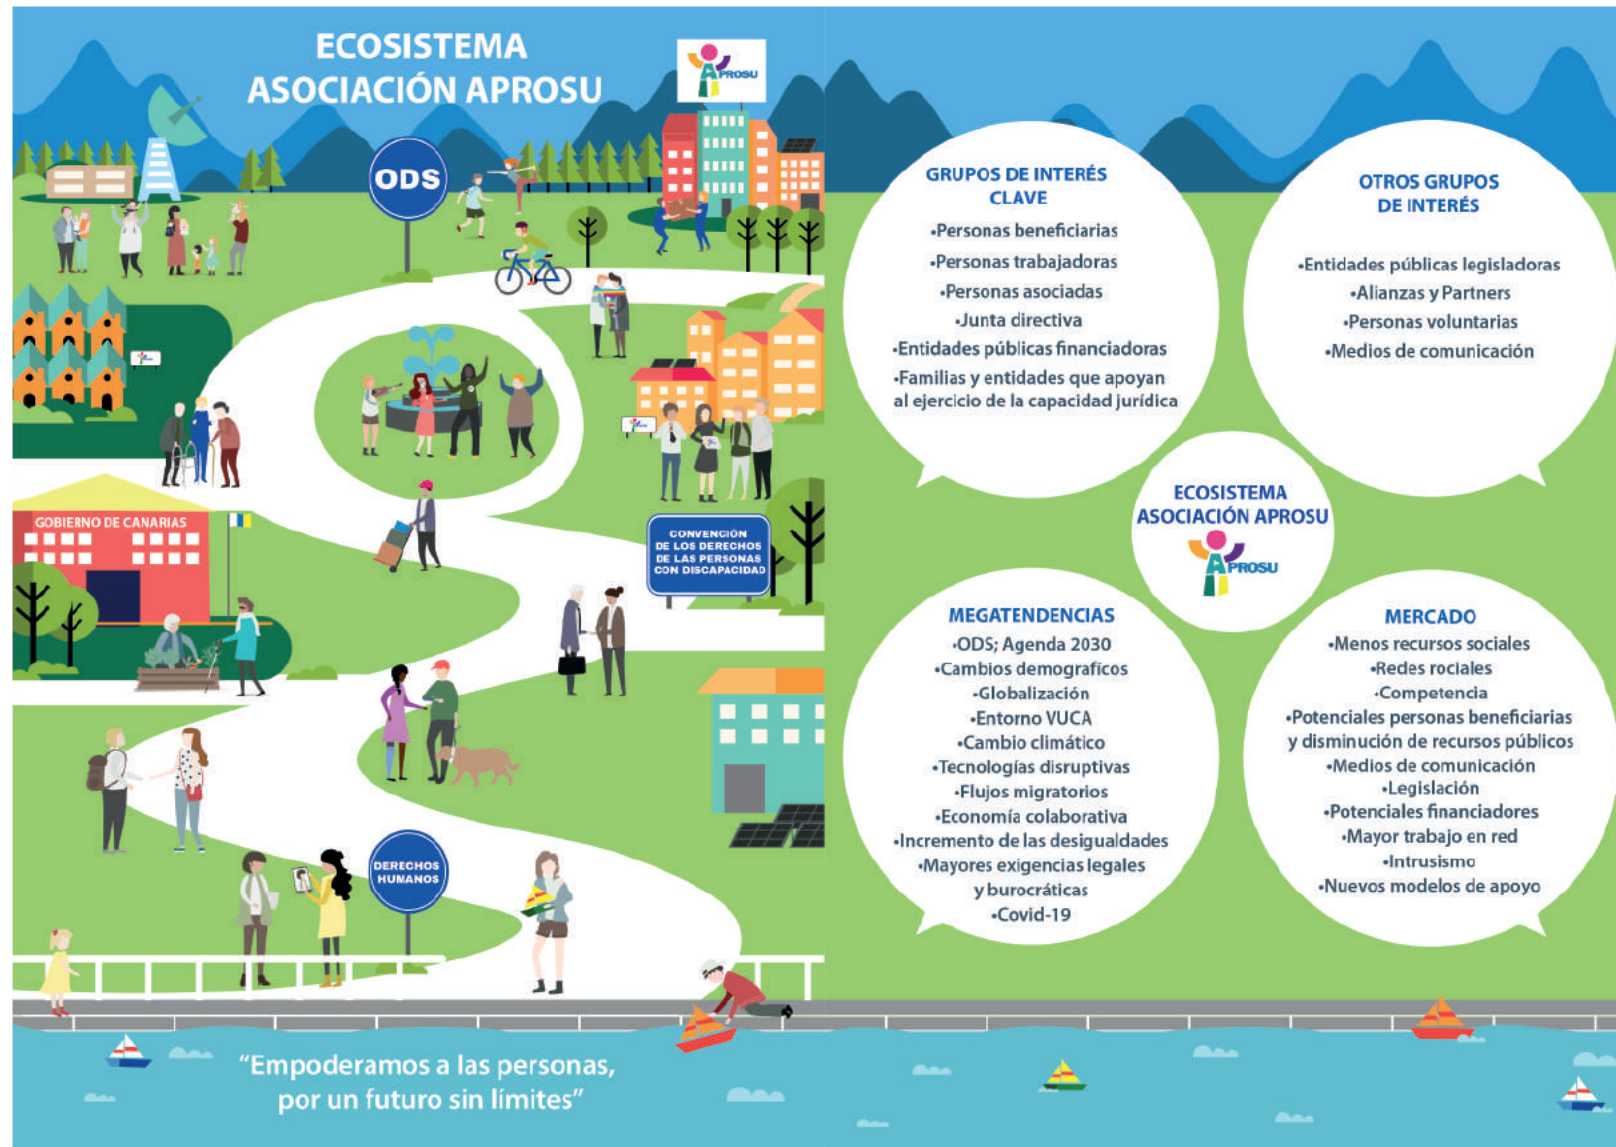 ECOSISTEMA
ASOCIACIÓN APROSU
APROSU
ODS
GOBIERNO DE CANARIAS
CONVENCIÓN
DE LOS DERECHOS
DE LAS PERSONAS
CON DISCAPACIDAD
DERECHOS
HUMANOS
“Empoderamos a las personas,
por un futuro sin límites”
GRUPOS DE INTERÉS
CLAVE
•Personas beneficiarias
•Personas trabajadoras
•Personas asociadas
•Junta directiva
•Entidades públicas financiadoras
•Familias y entidades que apoyan
al ejercicio de la capacidad jurídica
OTROS GRUPOS
DE INTERÉS
•Entidades públicas legisladoras
•Alianzas y Partners
•Personas voluntarias
•Medios de comunicación
ECOSISTEMA
ASOCIACIÓN APROSU
APROSU
MEGATENDENCIAS
•ODS; Agenda 2030
•Cambios demograficos
•Globalización
•Entorno VUCA
•Cambio climático
•Tecnologías disruptivas
•Flujos migratorios
•Economía colaborativa
•Incremento de las desigualdades
•Mayores exigencias legales
y burocráticas
•Covid-19
MERCADO
•Menos recursos sociales
•Redes rociales
•Competencia
•Potenciales personas beneficiarias
y disminución de recursos públicos
•Medios de comunicación
•Legislación
•Potenciales financiadores
•Mayor trabajo en red
•Intrusismo
•Nuevos modelos de apoyo